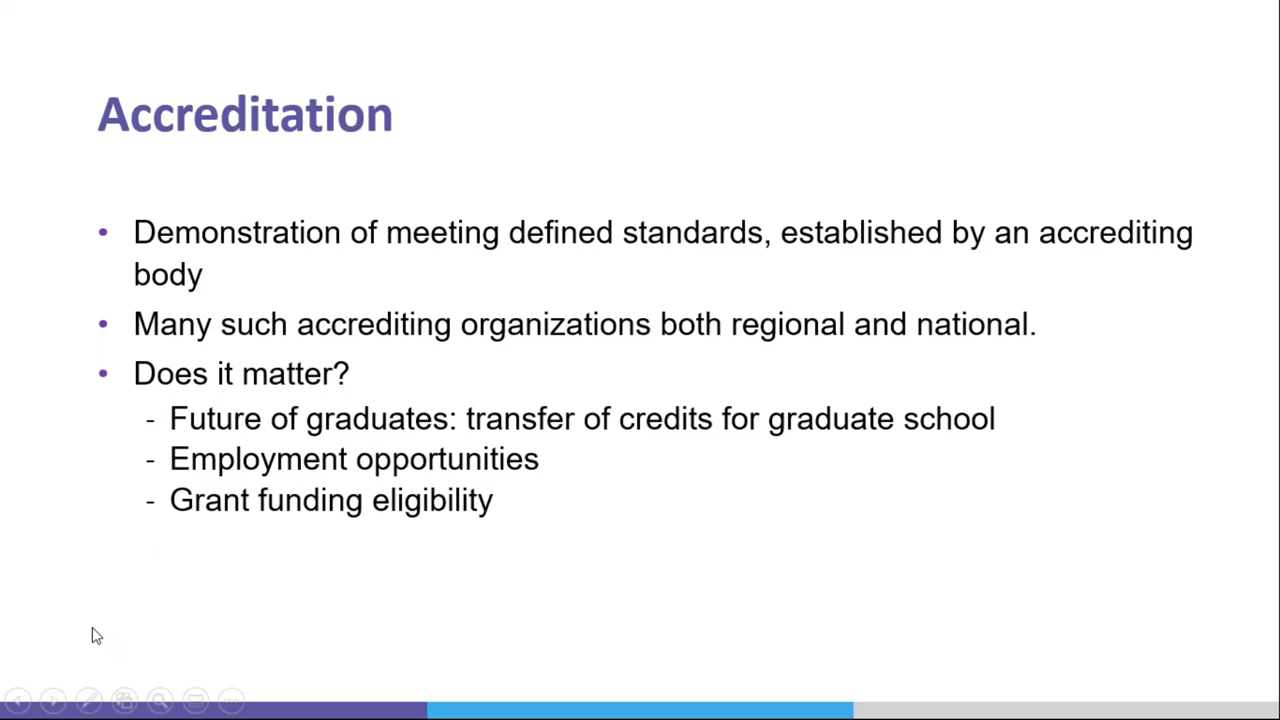 Accreditation
• Demonstration of meeting defined standards, established by an accrediting
body
• Many such accrediting organizations both regional and national.
• Does it matter?
- Future of graduates: transfer of credits for graduate school
- Employment opportunities
- Grant funding eligibility